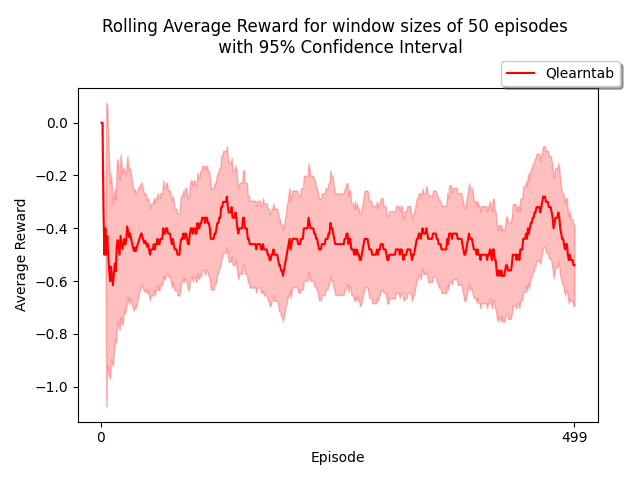 Rolling Average Reward for window sizes of 50 episodes
with 95% Confidence Interval
Qlearntab
Average Reward
0.0
−0.2
−0.4
−0.6
−0.8
−1.0
0
499
Episode